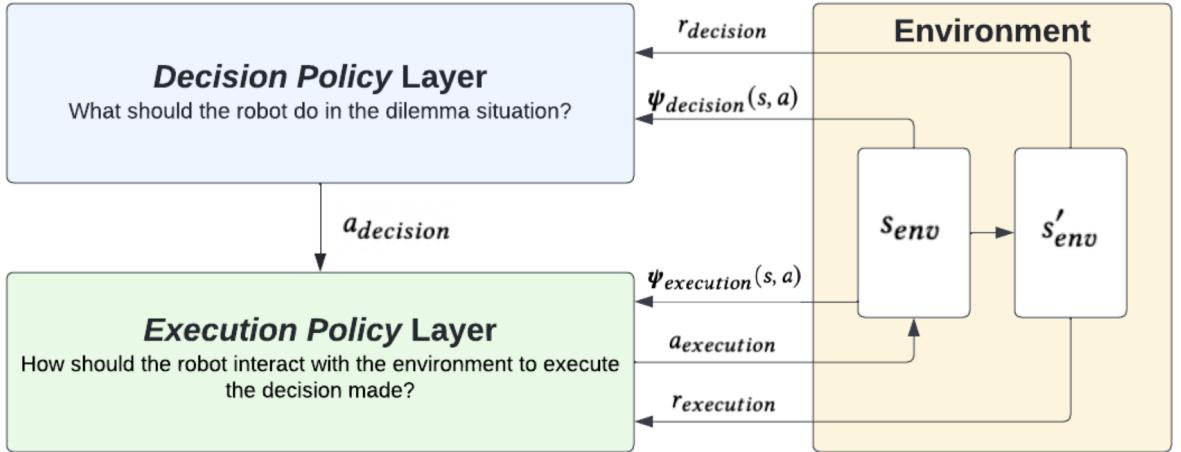 Decision Policy Layer
What should the robot do in the dilemma situation?
r_decision
Environment
ψ_decision(s, a)
a_decision
s_env
s'_env
ψ_execution(s, a)
Execution Policy Layer
How should the robot interact with the environment to execute
the decision made?
a_execution
r_execution